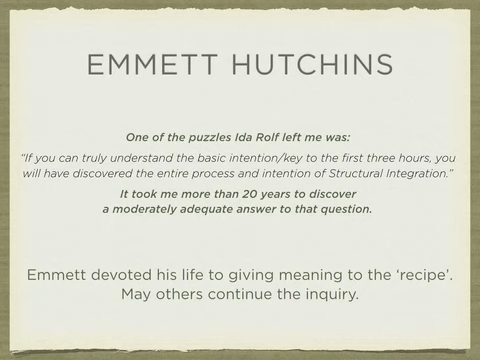 EMMETT HUTCHINS
One of the puzzles Ida Rolf left me was:
“If you can truly understand the basic intention/key to the first three hours, you
will have discovered the entire process and intention of Structural Integration.”
It took me more than 20 years to discover
a moderately adequate answer to that question.
Emmett devoted his life to giving meaning to the ‘recipe’.
May others continue the inquiry.